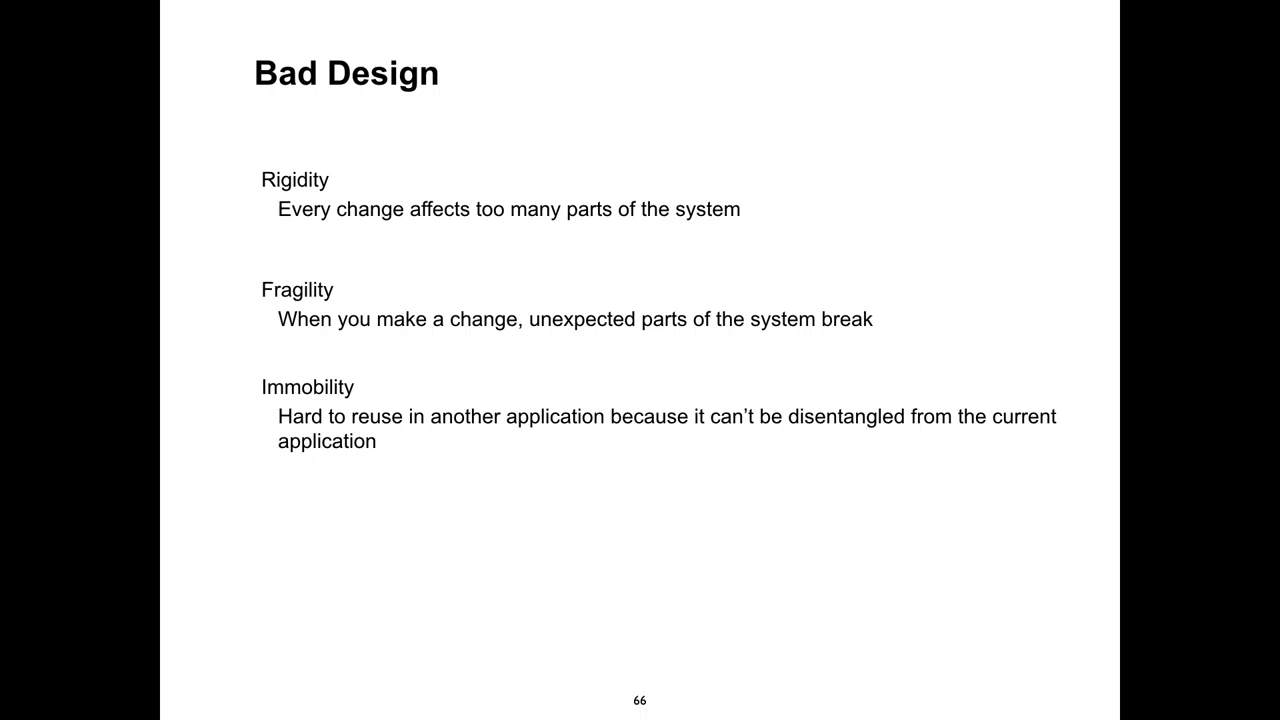 Bad Design
Rigidity
Every change affects too many parts of the system
Fragility
When you make a change, unexpected parts of the system break
Immobility
Hard to reuse in another application because it can’t be disentangled from the current
application
66